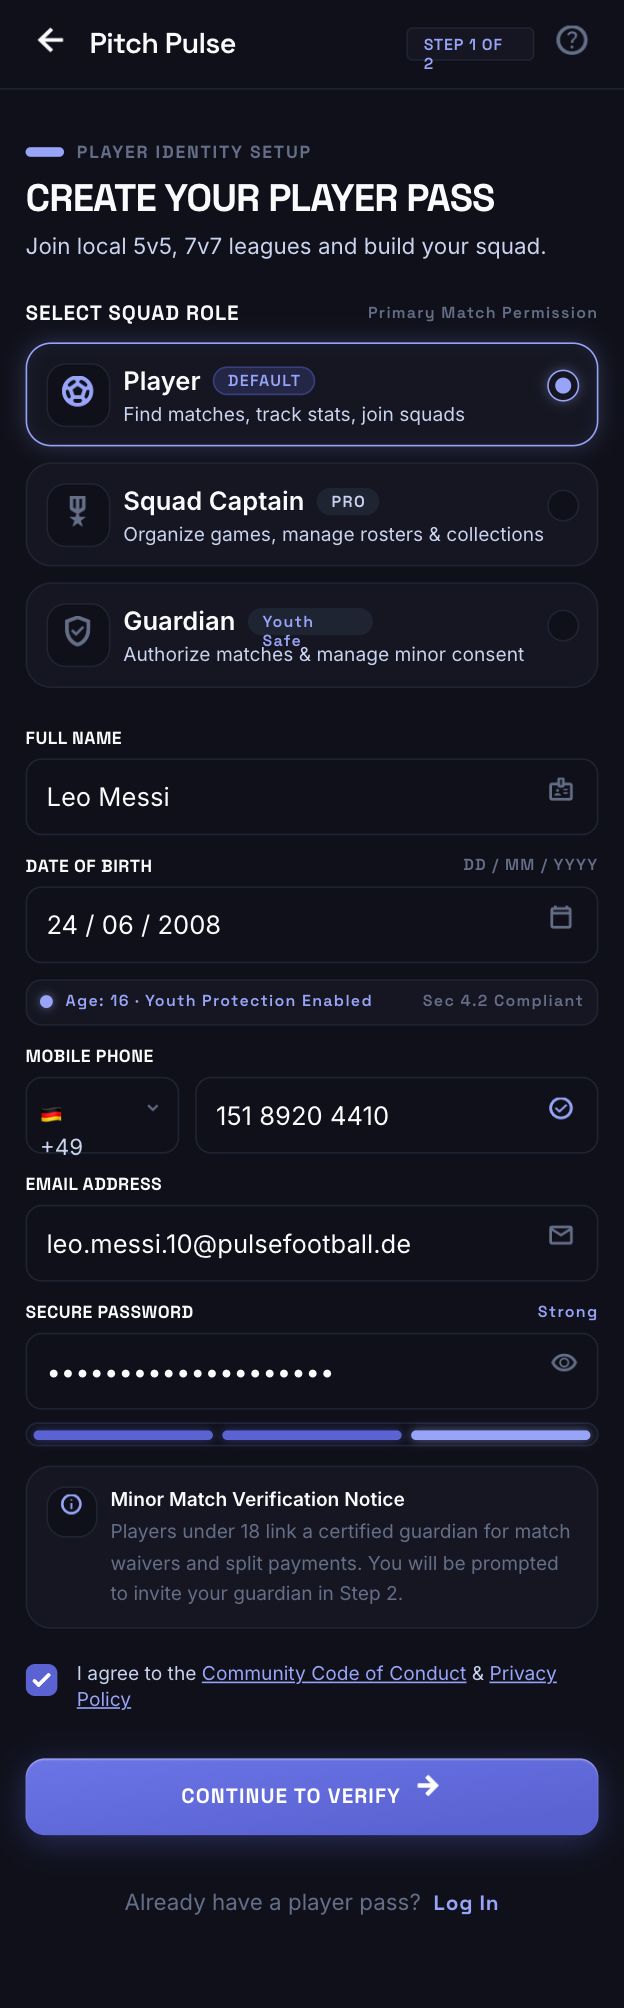 Pitch Pulse
STEP 1 OF
2
PLAYER IDENTITY SETUP
CREATE YOUR PLAYER PASS
Join local 5v5, 7v7 leagues and build your squad.
SELECT SQUAD ROLE Primary Match Permission
Player DEFAULT
Find matches, track stats, join squads
Squad Captain PRO
Organize games, manage rosters & collections
Guardian Youth
Safe
Authorize matches & manage minor consent
FULL NAME
Leo Messi
DATE OF BIRTH DD / MM / YYYY
24 / 06 / 2008
Age: 16 · Youth Protection Enabled Sec 4.2 Compliant
MOBILE PHONE
🇩🇪
+49
151 8920 4410
EMAIL ADDRESS
leo.messi.10@pulsefootball.de
SECURE PASSWORD Strong
••••••••••••••••••••
Minor Match Verification Notice
Players under 18 link a certified guardian for match
waivers and split payments. You will be prompted
to invite your guardian in Step 2.
I agree to the Community Code of Conduct & Privacy
Policy
CONTINUE TO VERIFY →
Already have a player pass? Log In